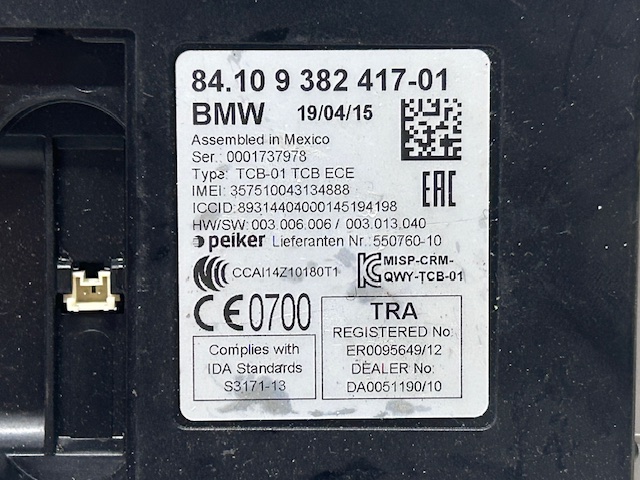 84.10 9 382 417-01
BMW 19/04/15
Assembled in Mexico
Ser.: 0001737978
Type: TCB-01 TCB ECE
IMEI: 357510043134888
ICCID:89314404000145194198
HW/SW: 003.006.006 / 003.013.040
peiker Lieferanten Nr.: 550760-10
EAC
CCAI14Z10180T1
MISP-CRM-
QWY-TCB-01
CE0700
Complies with
IDA Standards
S3171-13
TRA
REGISTERED No:
ER0095649/12
DEALER No:
DA0051190/10